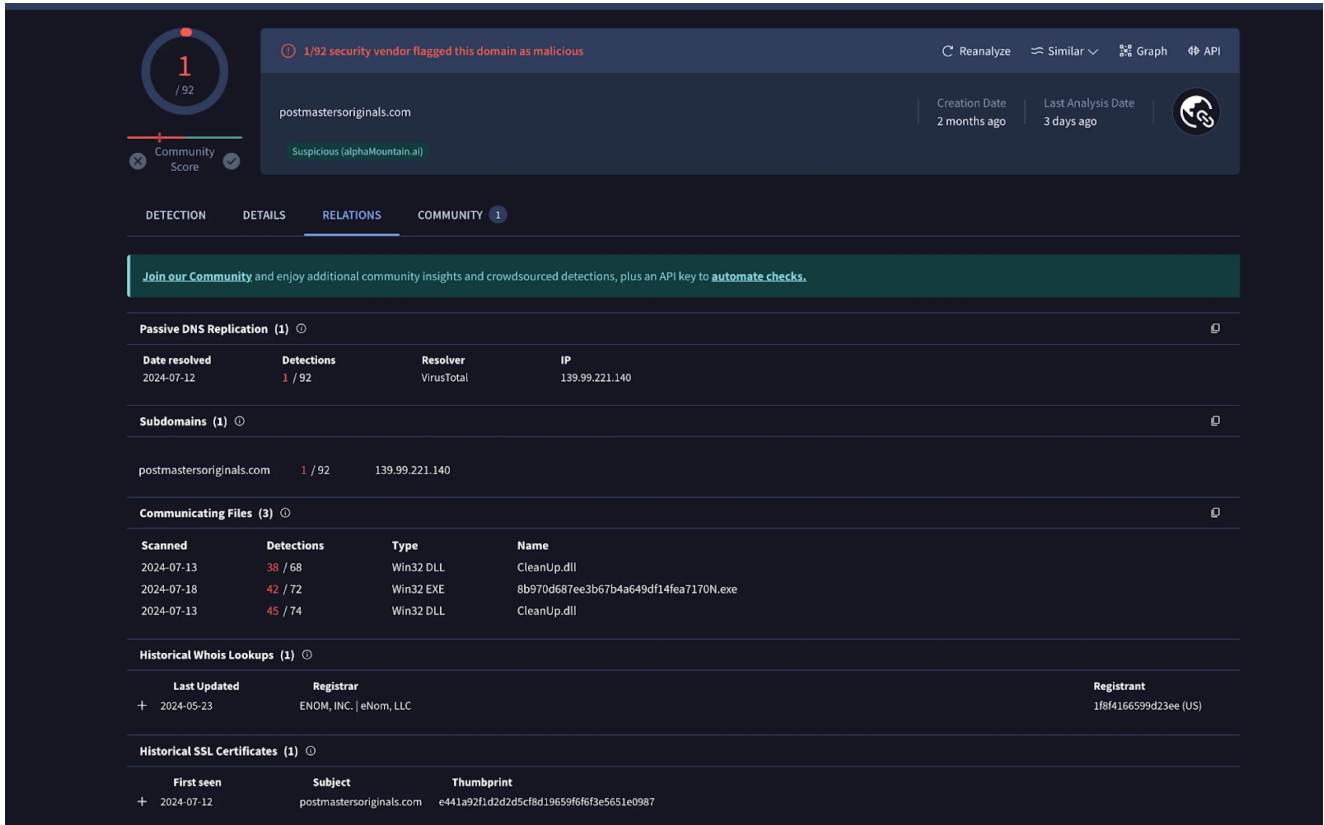 1
/ 92
Community
Score
1/92 security vendor flagged this domain as malicious
Reanalyze Similar Graph API
postmastersoriginals.com
Suspicious (alphaMountain.ai)
Creation Date
2 months ago
Last Analysis Date
3 days ago
DETECTION DETAILS RELATIONS COMMUNITY 1
Join our Community and enjoy additional community insights and crowdsourced detections, plus an API key to automate checks.
Passive DNS Replication (1)
Date resolved Detections Resolver IP
2024-07-12 1 / 92 VirusTotal 139.99.221.140
Subdomains (1)
postmastersoriginals.com 1 / 92 139.99.221.140
Communicating Files (3)
Scanned Detections Type Name
2024-07-13 38 / 68 Win32 DLL CleanUp.dll
2024-07-18 42 / 72 Win32 EXE 8b970d687ee3b67b4a649df14fea7170N.exe
2024-07-13 45 / 74 Win32 DLL CleanUp.dll
Historical Whois Lookups (1)
Last Updated Registrar Registrant
+ 2024-05-23 ENOM, INC. | eNom, LLC 1f8f4166599d23ee (US)
Historical SSL Certificates (1)
First seen Subject Thumbprint
+ 2024-07-12 postmastersoriginals.com e441a92f1d2d2d5cf8d19659f6f6f3e5651e0987